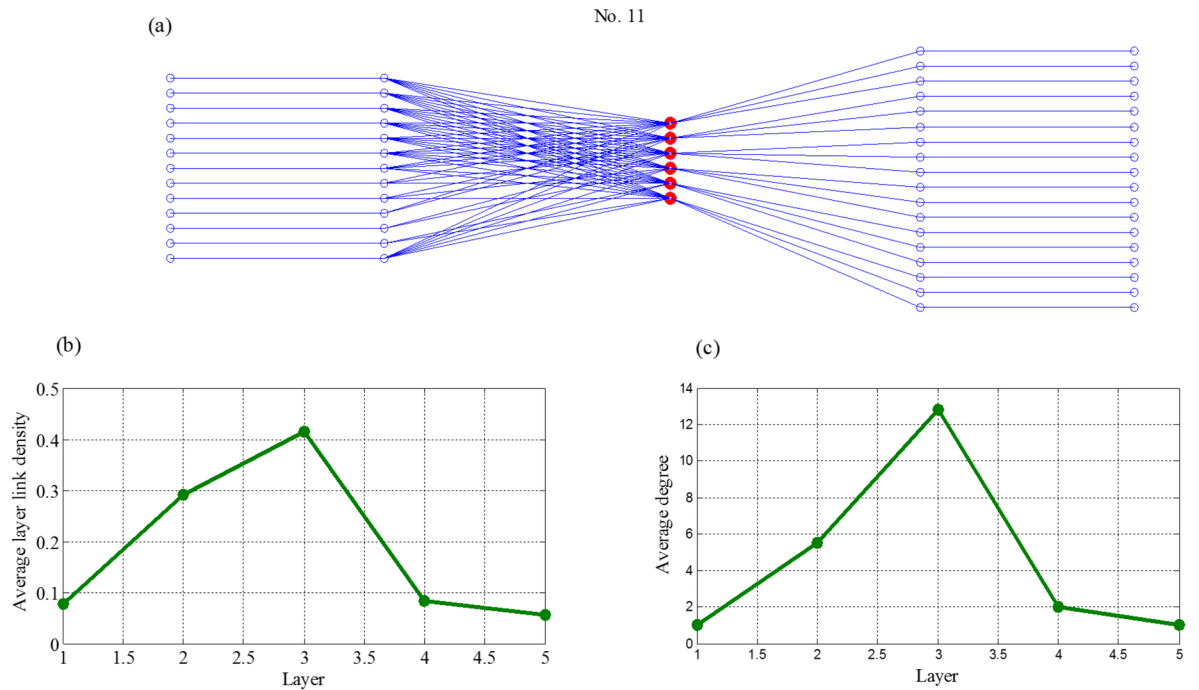 No. 11
(a)
(b)
(c)
0.5
0.4
0.3
0.2
0.1
0
Average layer link density
1 1.5 2 2.5 3 3.5 4 4.5 5
Layer
14
12
10
8
6
4
2
0
Average degree
1 1.5 2 2.5 3 3.5 4 4.5 5
Layer